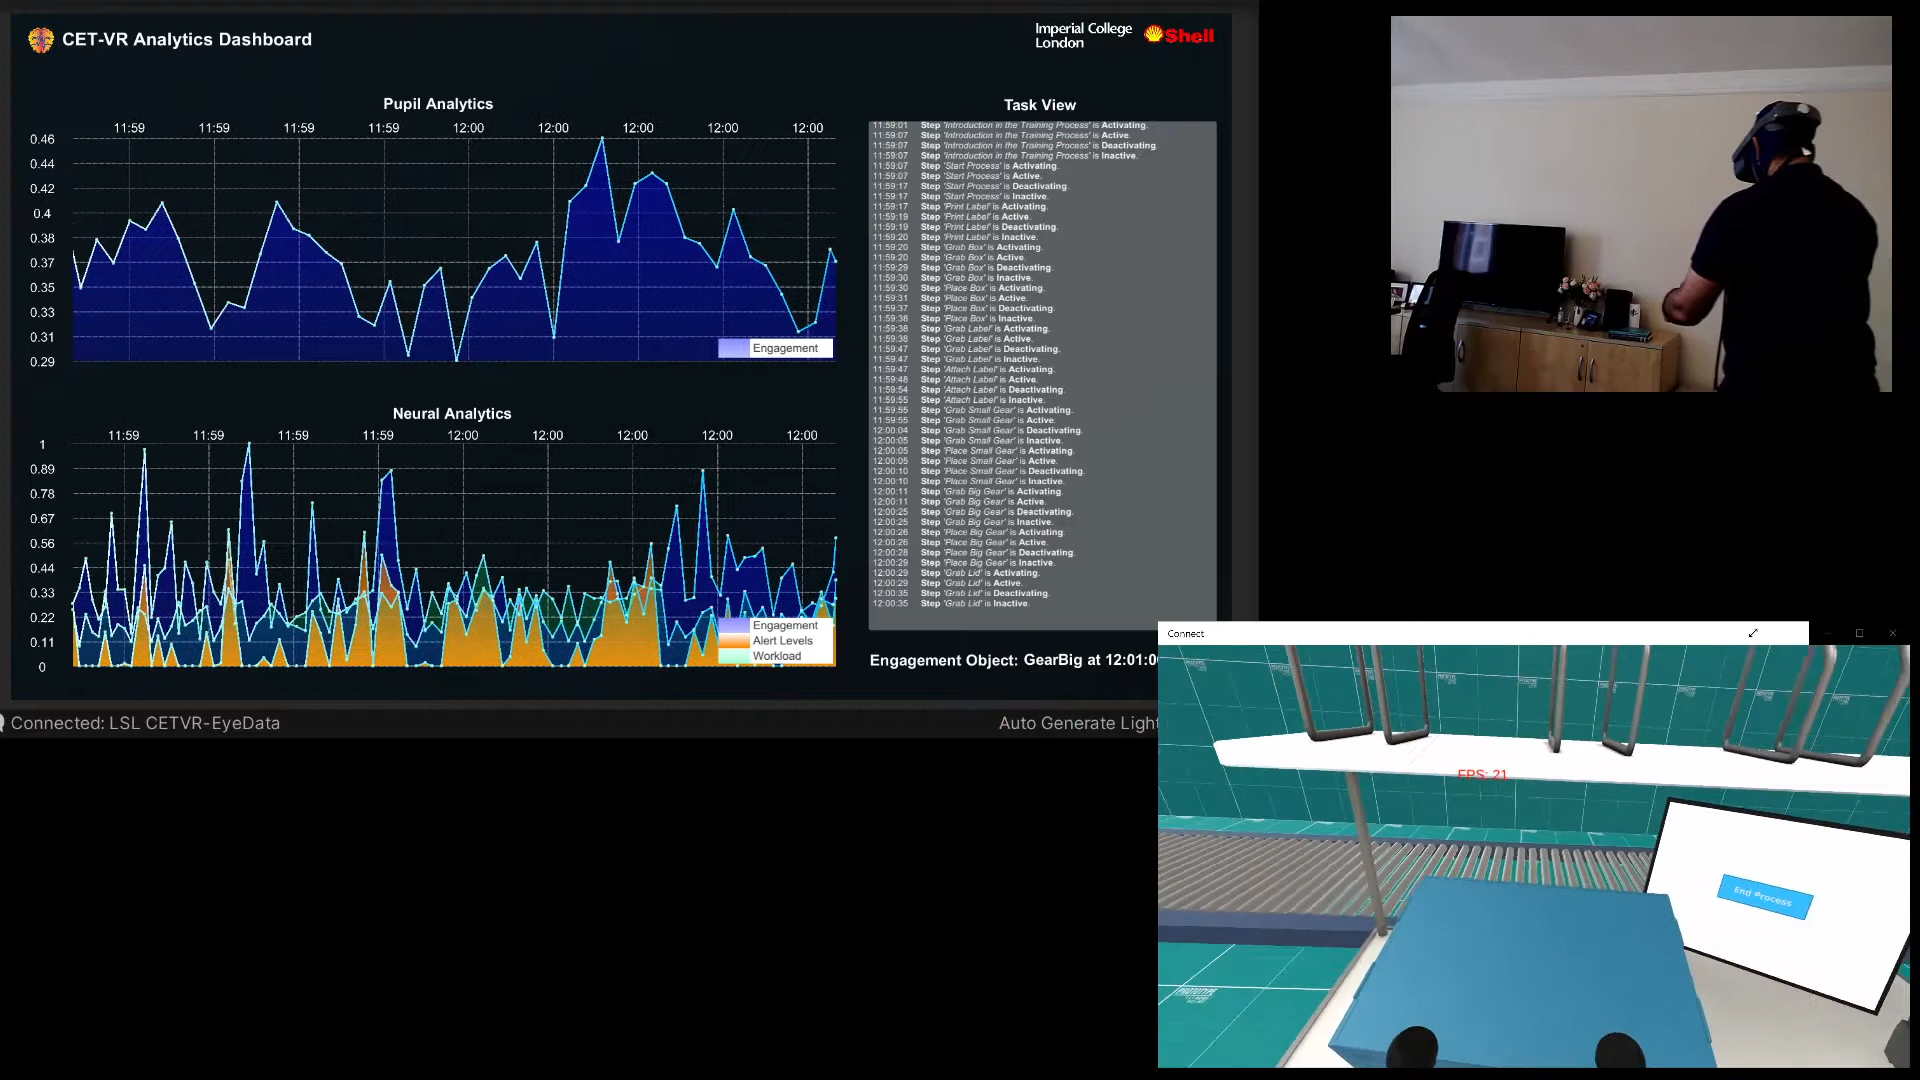 CET-VR Analytics Dashboard
Imperial College
London
Shell
Pupil Analytics
11:59 11:59 11:59 11:59 12:00 12:00 12:00 12:00 12:00
0.46
0.44
0.42
0.4
0.38
0.37
0.35
0.33
0.31
0.29
Engagement
Neural Analytics
11:59 11:59 11:59 11:59 12:00 12:00 12:00 12:00 12:00
1
0.89
0.78
0.67
0.56
0.44
0.33
0.22
0.11
0
Engagement
Alert Levels
Workload
Task View
11:59:01 Step 'Introduction in the Training Process' is Activating.
11:59:07 Step 'Introduction in the Training Process' is Active.
11:59:07 Step 'Introduction in the Training Process' is Deactivating.
11:59:07 Step 'Introduction in the Training Process' is Inactive.
11:59:07 Step 'Start Process' is Activating.
11:59:07 Step 'Start Process' is Active.
11:59:17 Step 'Start Process' is Deactivating.
11:59:17 Step 'Start Process' is Inactive.
11:59:17 Step 'Print Label' is Activating.
11:59:19 Step 'Print Label' is Active.
11:59:19 Step 'Print Label' is Deactivating.
11:59:20 Step 'Print Label' is Inactive.
11:59:20 Step 'Grab Box' is Activating.
11:59:20 Step 'Grab Box' is Active.
11:59:29 Step 'Grab Box' is Deactivating.
11:59:30 Step 'Grab Box' is Inactive.
11:59:30 Step 'Place Box' is Activating.
11:59:31 Step 'Place Box' is Active.
11:59:37 Step 'Place Box' is Deactivating.
11:59:38 Step 'Place Box' is Inactive.
11:59:38 Step 'Grab Label' is Activating.
11:59:38 Step 'Grab Label' is Active.
11:59:47 Step 'Grab Label' is Deactivating.
11:59:47 Step 'Grab Label' is Inactive.
11:59:47 Step 'Attach Label' is Activating.
11:59:48 Step 'Attach Label' is Active.
11:59:54 Step 'Attach Label' is Deactivating.
11:59:55 Step 'Attach Label' is Inactive.
11:59:55 Step 'Grab Small Gear' is Activating.
11:59:55 Step 'Grab Small Gear' is Active.
12:00:04 Step 'Grab Small Gear' is Deactivating.
12:00:05 Step 'Grab Small Gear' is Inactive.
12:00:05 Step 'Place Small Gear' is Activating.
12:00:05 Step 'Place Small Gear' is Active.
12:00:10 Step 'Place Small Gear' is Deactivating.
12:00:10 Step 'Place Small Gear' is Inactive.
12:00:11 Step 'Grab Big Gear' is Activating.
12:00:11 Step 'Grab Big Gear' is Active.
12:00:25 Step 'Grab Big Gear' is Deactivating.
12:00:25 Step 'Grab Big Gear' is Inactive.
12:00:26 Step 'Place Big Gear' is Activating.
12:00:26 Step 'Place Big Gear' is Active.
12:00:28 Step 'Place Big Gear' is Deactivating.
12:00:29 Step 'Place Big Gear' is Inactive.
12:00:29 Step 'Grab Lid' is Activating.
12:00:29 Step 'Grab Lid' is Active.
12:00:35 Step 'Grab Lid' is Deactivating.
12:00:35 Step 'Grab Lid' is Inactive.
Engagement Object: GearBig at 12:01:0
Connected: LSL CETVR-EyeData
Auto Generate Light
Connect
FPS: 21
End Process
PROTOTYPE